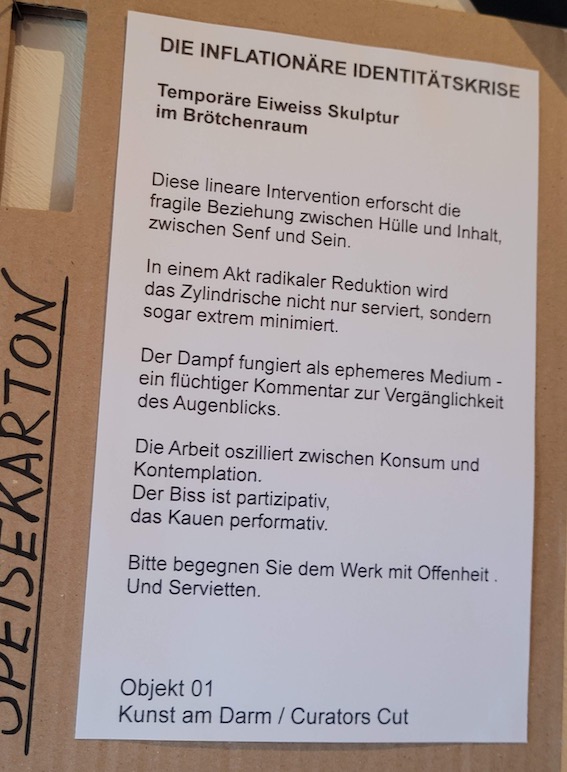 DIE INFLATIONÄRE IDENTITÄTSKRISE
Temporäre Eiweiss Skulptur
im Brötchenraum
Diese lineare Intervention erforscht die
fragile Beziehung zwischen Hülle und Inhalt,
zwischen Senf und Sein.
In einem Akt radikaler Reduktion wird
das Zylindrische nicht nur serviert, sondern
sogar extrem minimiert.
Der Dampf fungiert als ephemeres Medium -
ein flüchtiger Kommentar zur Vergänglichkeit
des Augenblicks.
Die Arbeit oszilliert zwischen Konsum und
Kontemplation.
Der Biss ist partizipativ,
das Kauen performativ.
Bitte begegnen Sie dem Werk mit Offenheit .
Und Servietten.
Objekt 01
Kunst am Darm / Curators Cut
SPEISEKARTON